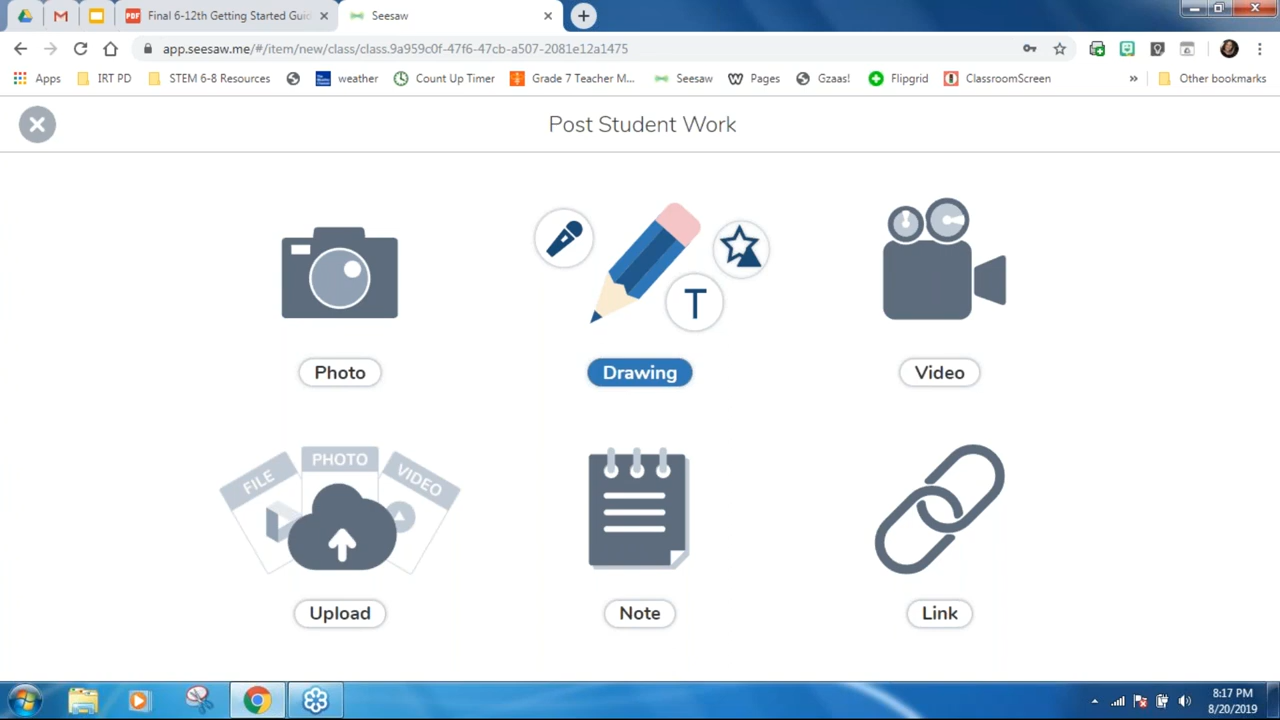 Final 6-12th Getting Started Guid
Seesaw
app.seesaw.me/#/item/new/class/class.9a959c0f-47f6-47cb-a507-2081e12a1475
Apps
IRT PD
STEM 6-8 Resources
weather
Count Up Timer
Grade 7 Teacher M...
Seesaw
Pages
Gzaas!
Flipgrid
ClassroomScreen
»
Other bookmarks
Post Student Work
T
Photo
Drawing
Video
FILE
PHOTO
VIDEO
Upload
Note
Link
8:17 PM
8/20/2019